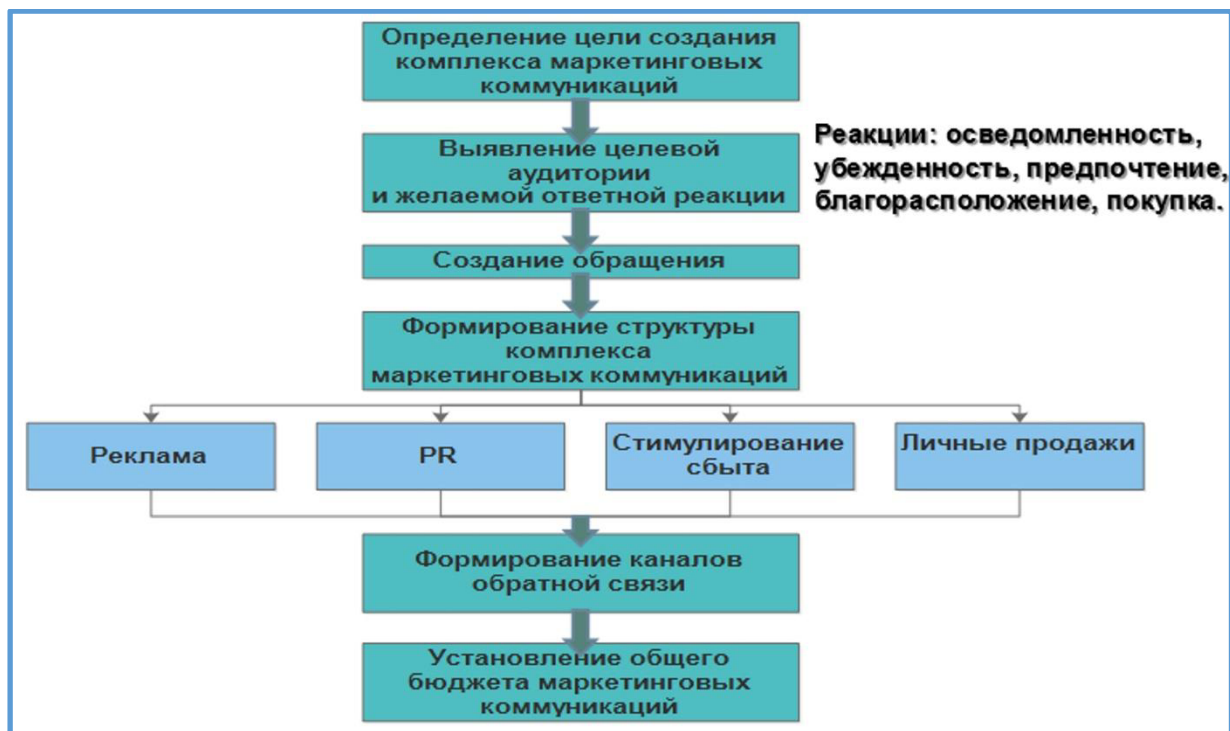 Определение цели создания
комплекса маркетинговых
коммуникаций
Выявление целевой
аудитории
и желаемой ответной реакции
Реакции: осведомленность,
убежденность, предпочтение,
благорасположение, покупка.
Создание обращения
Формирование структуры
комплекса
маркетинговых коммуникаций
Реклама
PR
Стимулирование
сбыта
Личные продажи
Формирование каналов
обратной связи
Установление общего
бюджета маркетинговых
коммуникаций